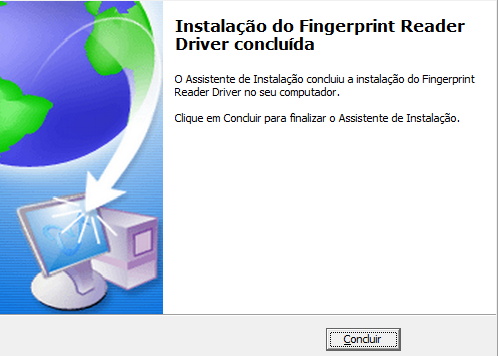 Instalação do Fingerprint Reader
Driver concluída
O Assistente de Instalação concluiu a instalação do Fingerprint
Reader Driver no seu computador.
Clique em Concluir para finalizar o Assistente de Instalação.
Concluir